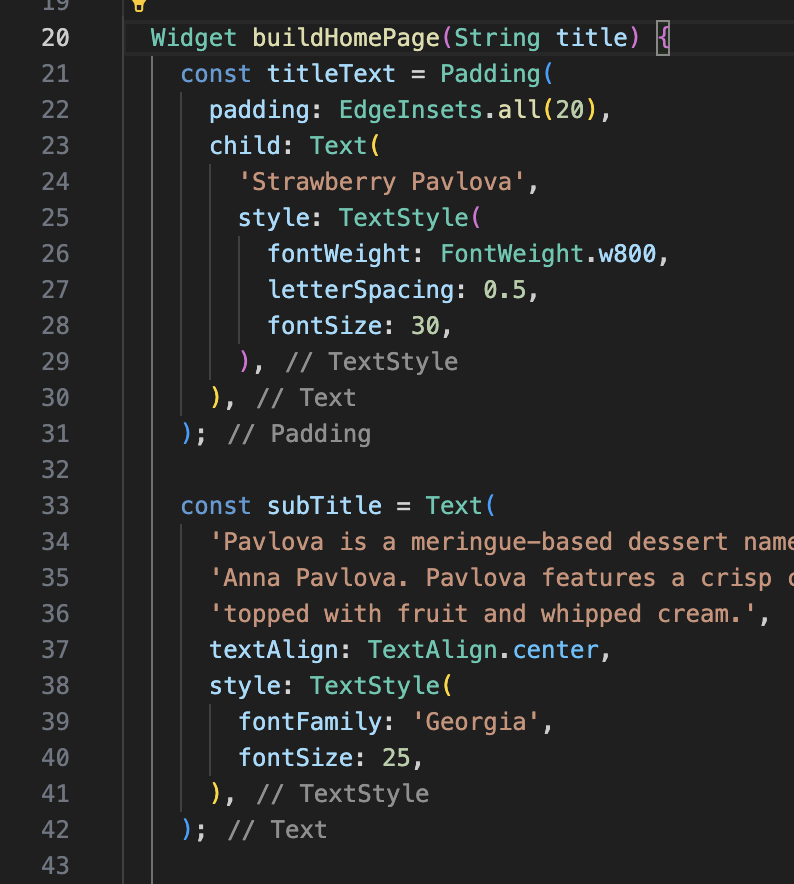 19
20 Widget buildHomePage(String title) {
21 const titleText = Padding(
22 padding: EdgeInsets.all(20),
23 child: Text(
24 'Strawberry Pavlova',
25 style: TextStyle(
26 fontWeight: FontWeight.w800,
27 letterSpacing: 0.5,
28 fontSize: 30,
29 ), // TextStyle
30 ), // Text
31 ); // Padding
32
33 const subTitle = Text(
34 'Pavlova is a meringue-based dessert name
35 'Anna Pavlova. Pavlova features a crisp c
36 'topped with fruit and whipped cream.',
37 textAlign: TextAlign.center,
38 style: TextStyle(
39 fontFamily: 'Georgia',
40 fontSize: 25,
41 ), // TextStyle
42 ); // Text
43